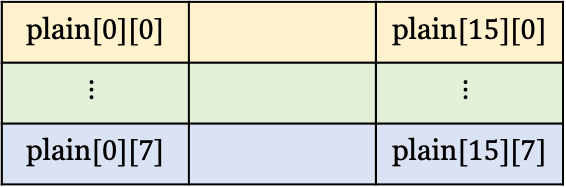 plain[0][0] plain[15][0]
⋮ ⋮
plain[0][7] plain[15][7]